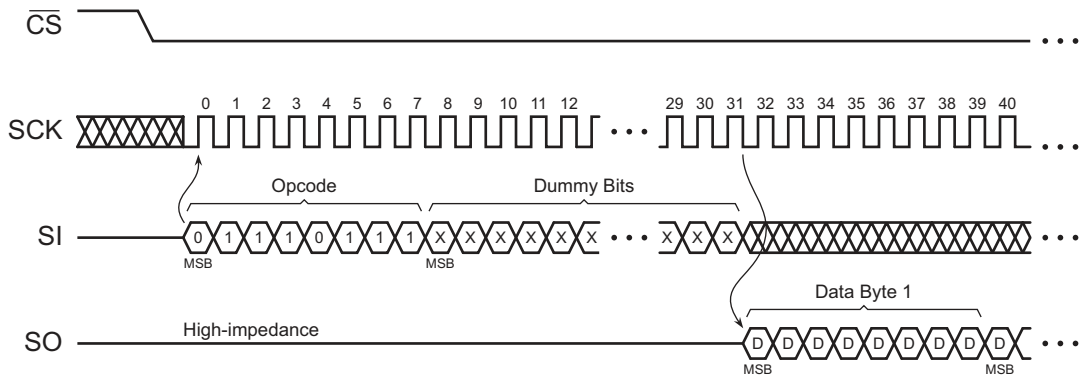 CS
0 1 2 3 4 5 6 7 8 9 10 11 12 29 30 31 32 33 34 35 36 37 38 39 40
SCK
Opcode Dummy Bits
SI 0 1 1 1 0 1 1 1 X X X X X X X X X
MSB MSB
Data Byte 1
High-impedance
SO D D D D D D D D D
MSB MSB